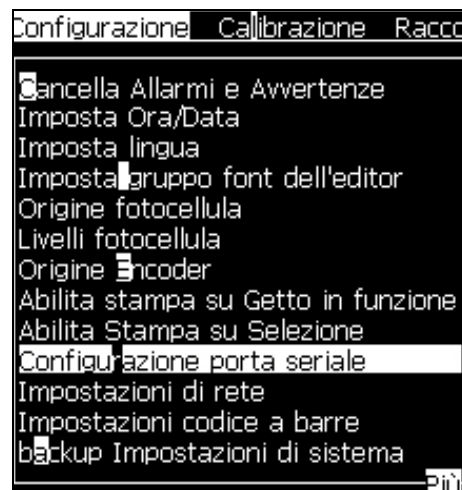 Configurazione Calibrazione Racco
Cancella Allarmi e Avvertenze
Imposta Ora/Data
Imposta lingua
Imposta gruppo font dell'editor
Origine fotocellula
Livelli fotocellula
Origine Encoder
Abilita stampa su Getto in funzione
Abilita Stampa su Selezione
Configurazione porta seriale
Impostazioni di rete
Impostazioni codice a barre
backup Impostazioni di sistema
Più